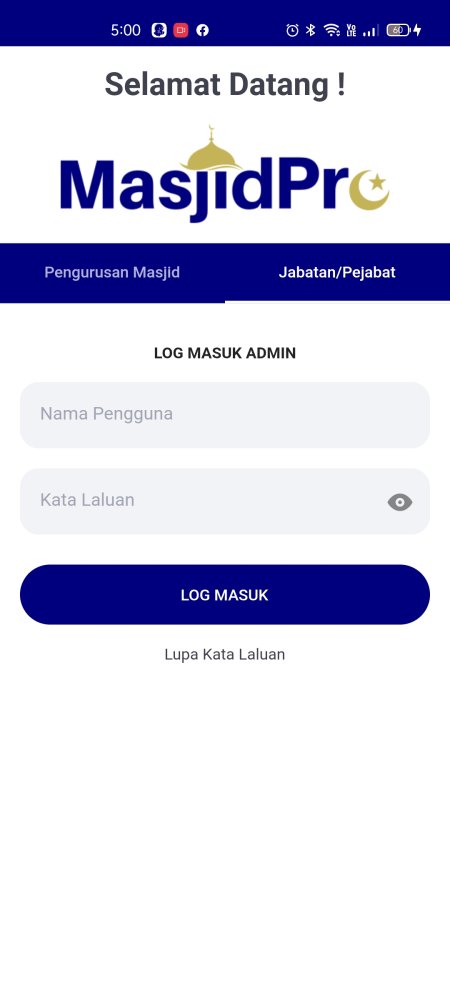 5:00 60
Selamat Datang !
MasjidPro
Pengurusan Masjid Jabatan/Pejabat
LOG MASUK ADMIN
Nama Pengguna
Kata Laluan
LOG MASUK
Lupa Kata Laluan